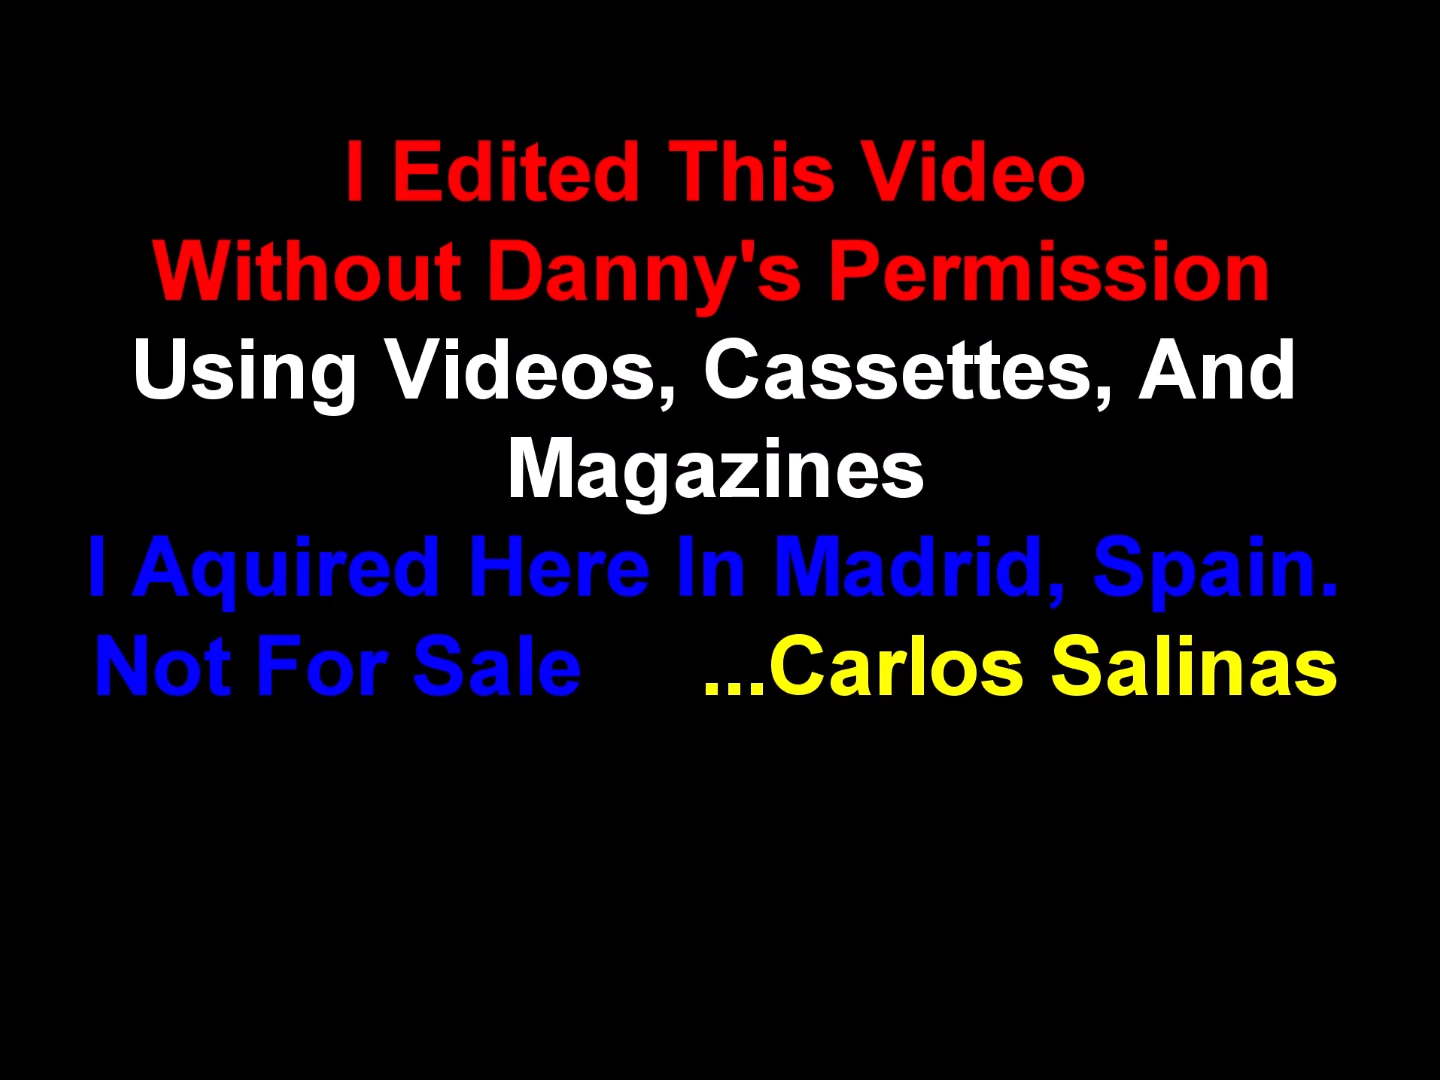 I Edited This Video
Without Danny's Permission
Using Videos, Cassettes, And
Magazines
I Aquired Here In Madrid, Spain.
Not For Sale ...Carlos Salinas